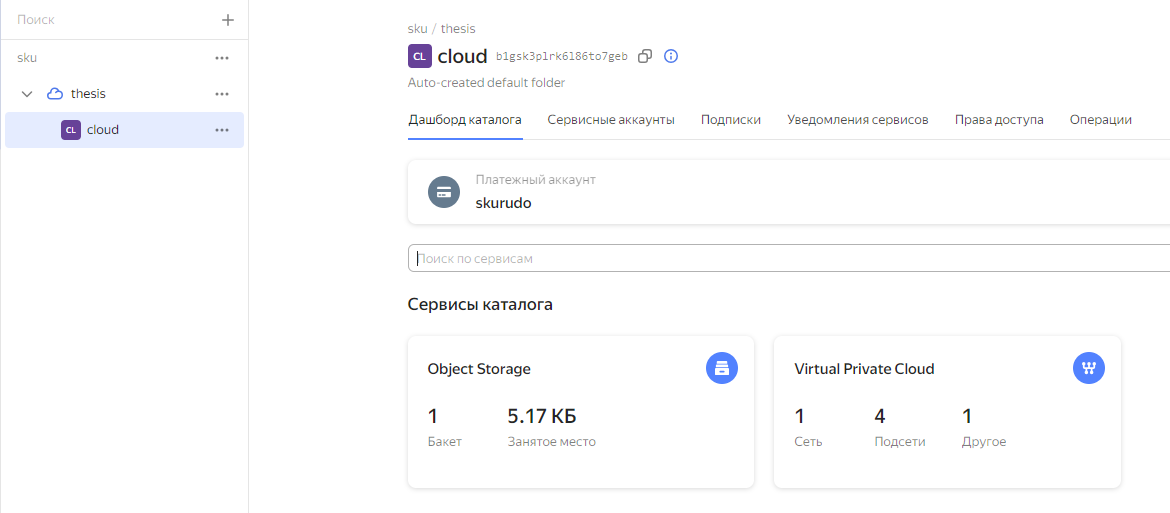 Поиск
sku
thesis
CL cloud
sku / thesis
CL cloud b1gsk3plrk6l86to7geb
Auto-created default folder
Дашборд каталога Сервисные аккаунты Подписки Уведомления сервисов Права доступа Операции
Платежный аккаунт
skurudo
Поиск по сервисам
Сервисы каталога
Object Storage
1 5.17 КБ
Бакет Занятое место
Virtual Private Cloud
1 4 1
Сеть Подсети Другое